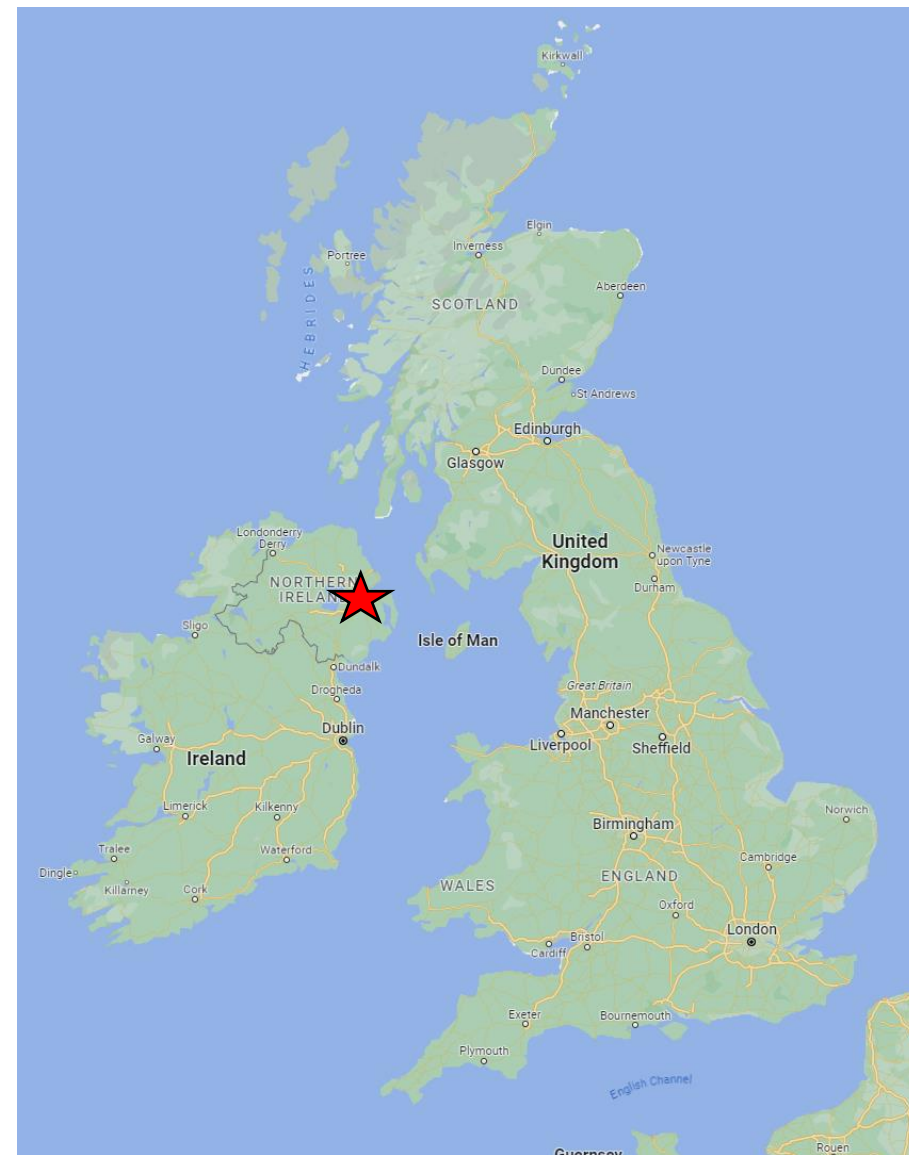 Kirkwall
Elgin
Inverness
Portree
HEBRIDES
SCOTLAND
Aberdeen
Dundee
St Andrews
Edinburgh
Glasgow
Londonderry
Derry
United
Kingdom
Newcastle
upon Tyne
NORTHERN
IRELAN
Durham
Sligo
Isle of Man
Dundalk
Great Britain
Drogheda
Manchester
Dublin
Galway
Liverpool
Sheffield
Ireland
Limerick
Kilkenny
Norwich
Birmingham
Tralee
Waterford
Cambridge
Dingle
ENGLAND
Killarney
Cork
WALES
Oxford
London
Bristol
Cardiff
Exeter
Bournemouth
Plymouth
English Channel
Rouen
Guernsey